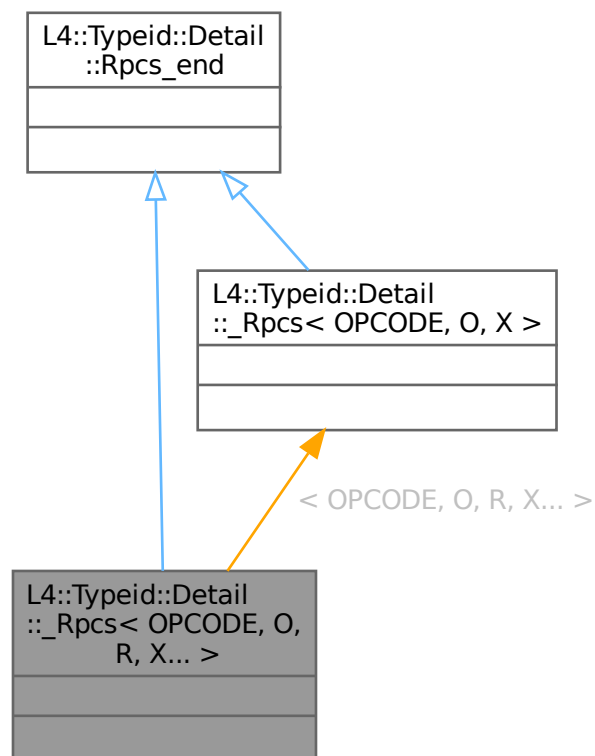 L4::Typeid::Detail
::Rpcs_end
L4::Typeid::Detail
::_Rpcs< OPCODE, O, X >
< OPCODE, O, R, X... >
L4::Typeid::Detail
::_Rpcs< OPCODE, O,
R, X... >